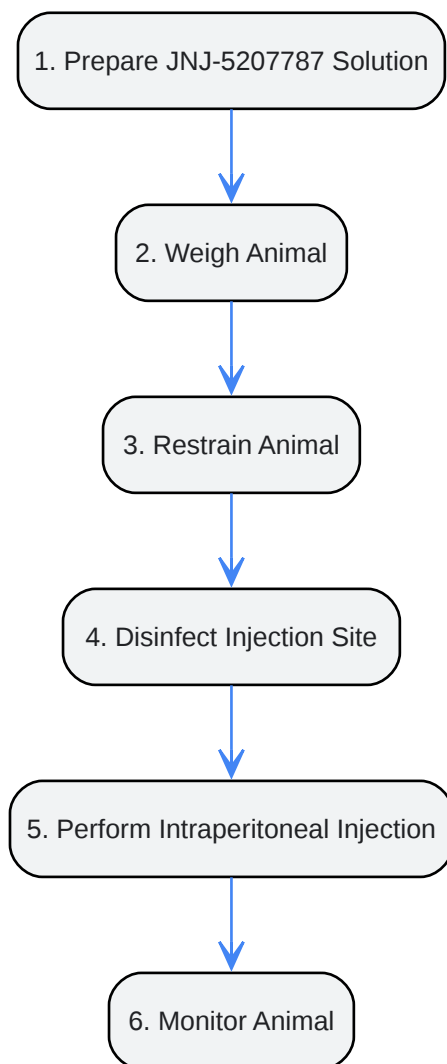 1. Prepare JNJ-5207787 Solution
2. Weigh Animal
3. Restrain Animal
4. Disinfect Injection Site
5. Perform Intraperitoneal Injection
6. Monitor Animal